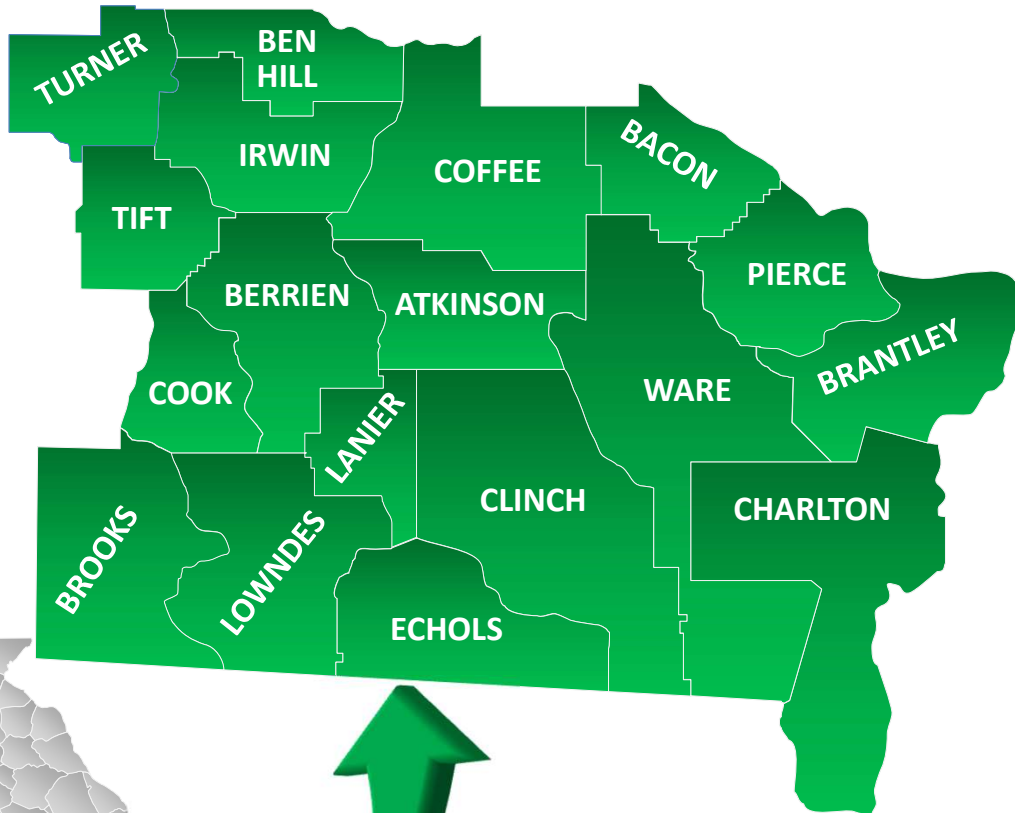 TURNER
BEN
HILL
IRWIN
COFFEE
BACON
TIFT
BERRIEN
ATKINSON
PIERCE
BRANTLEY
COOK
LANIER
WARE
CLINCH
CHARLTON
BROOKS
LOWNDES
ECHOLS